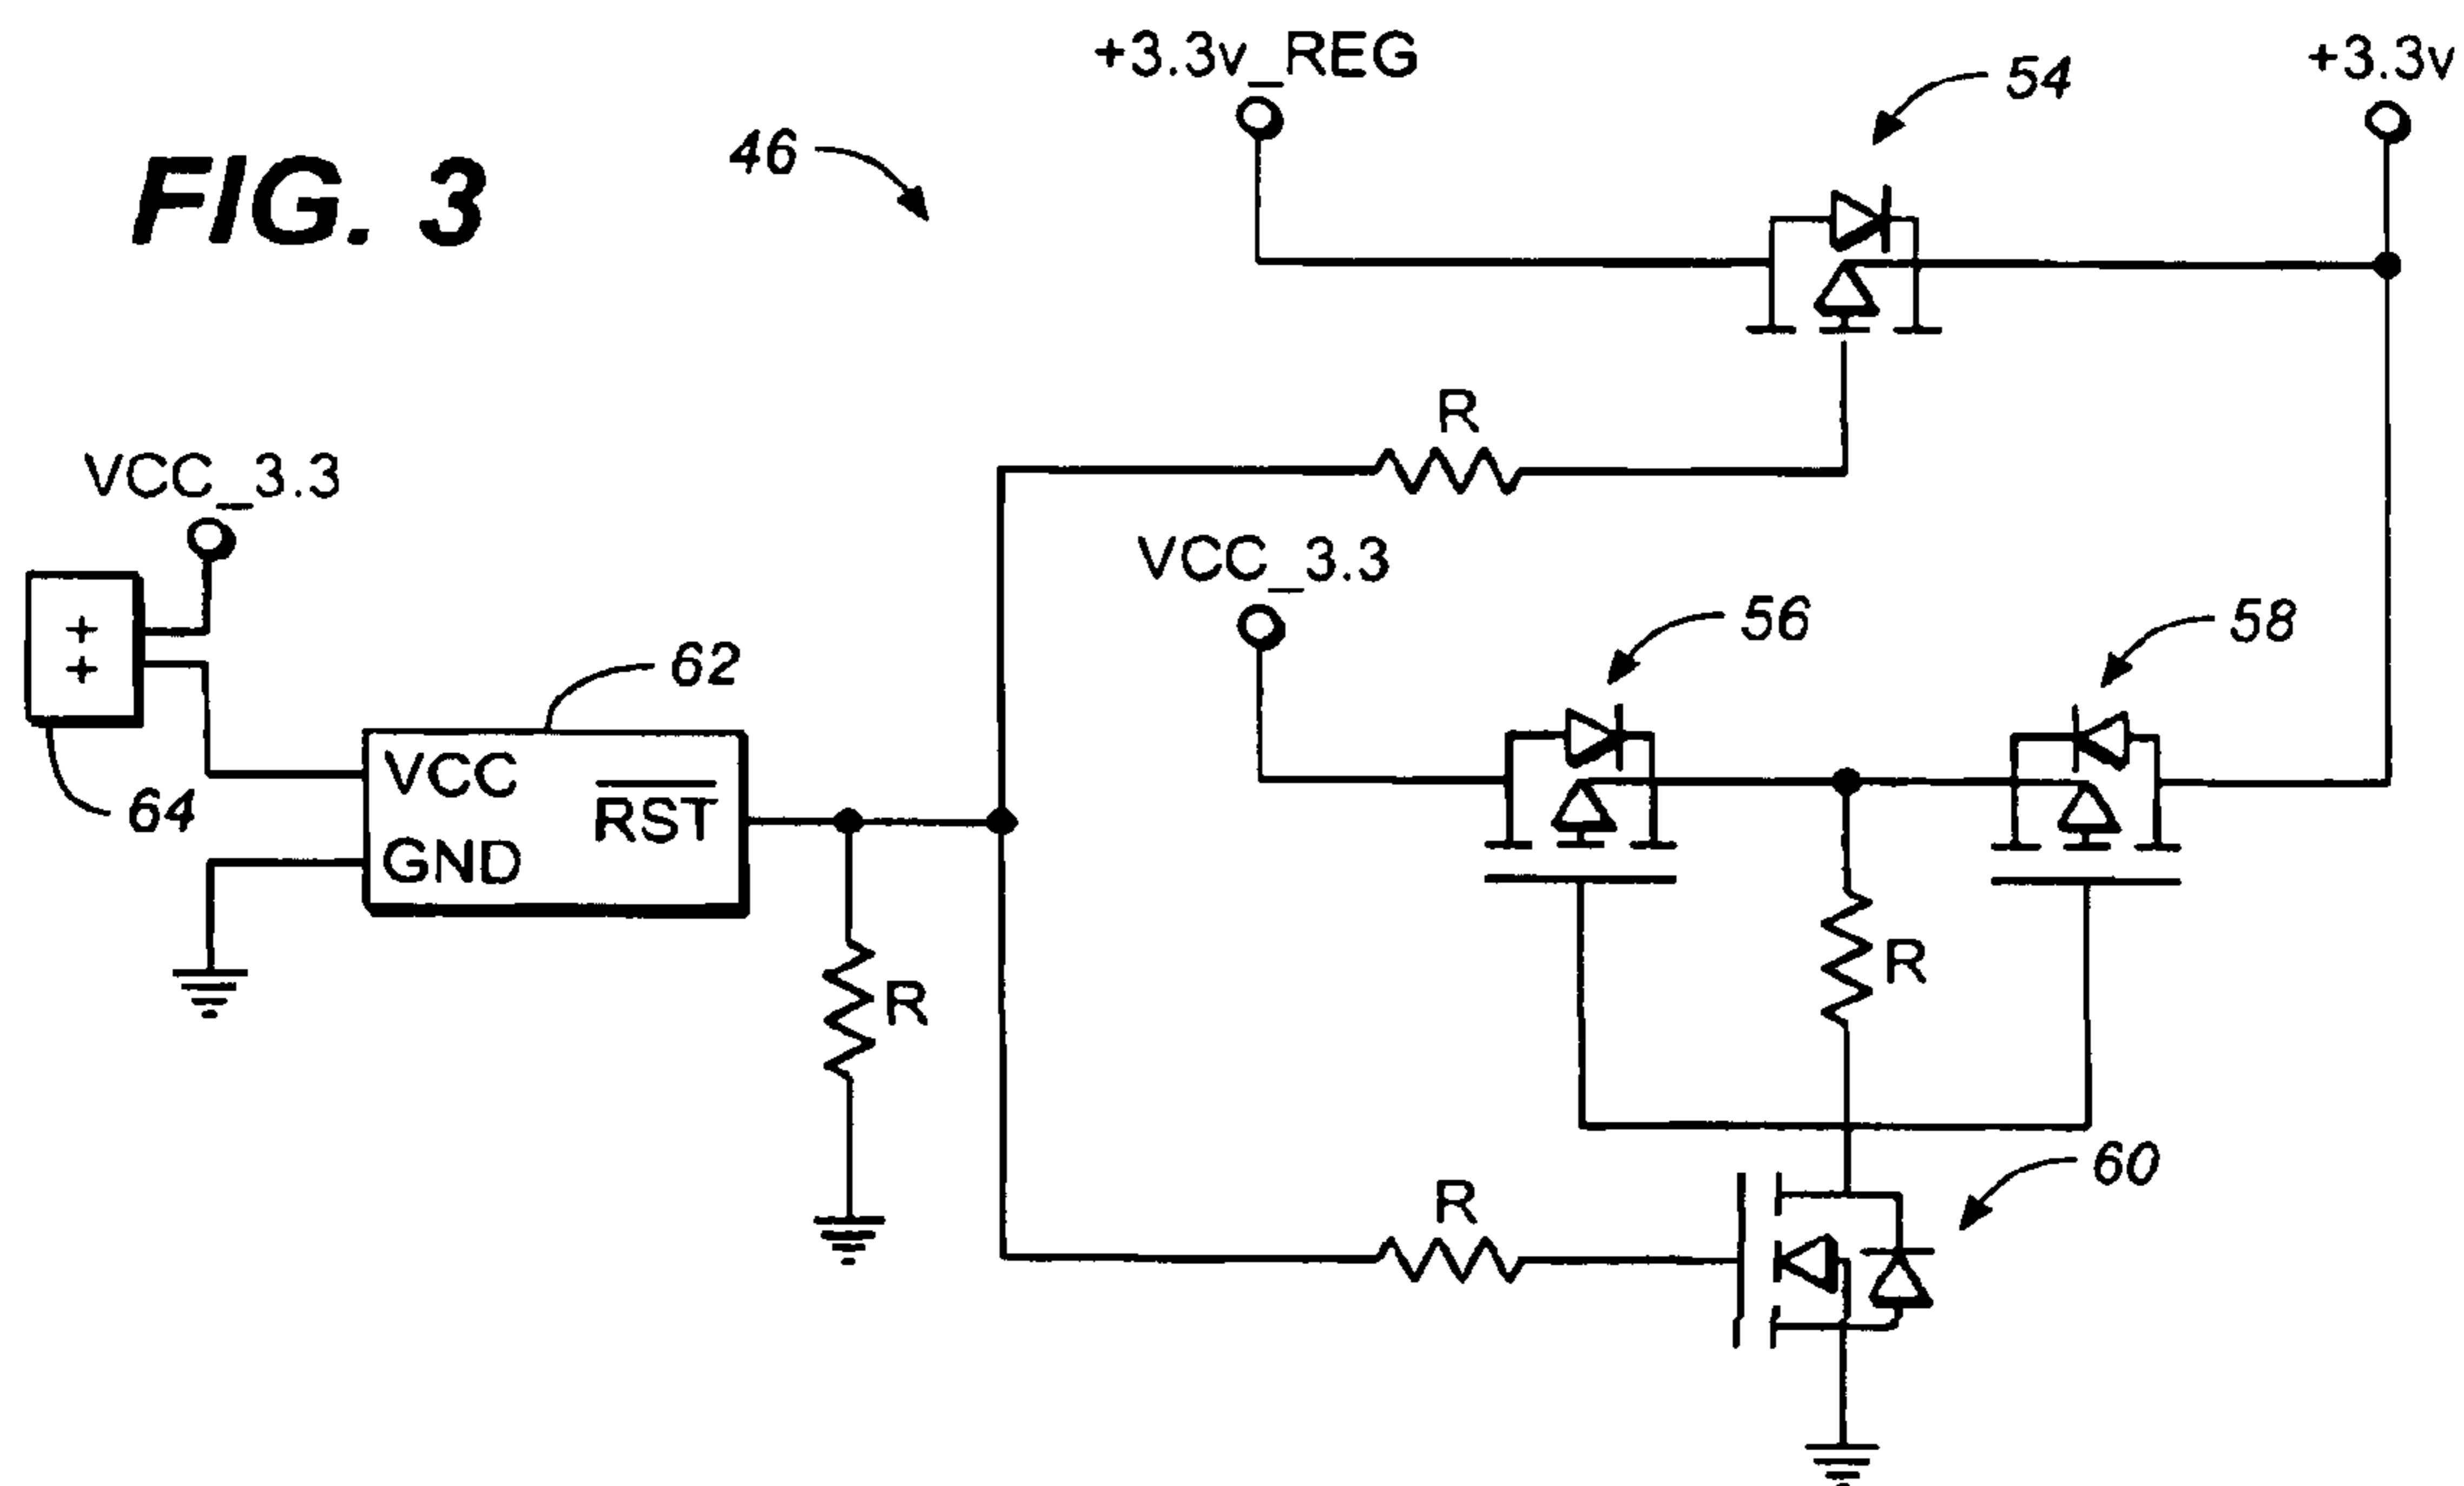 FIG. 3
46
+3.3v_REG
54
+3.3v
R
VCC_3.3
+
+
64
62
VCC
RST
GND
R
VCC_3.3
56
58
R
R
60